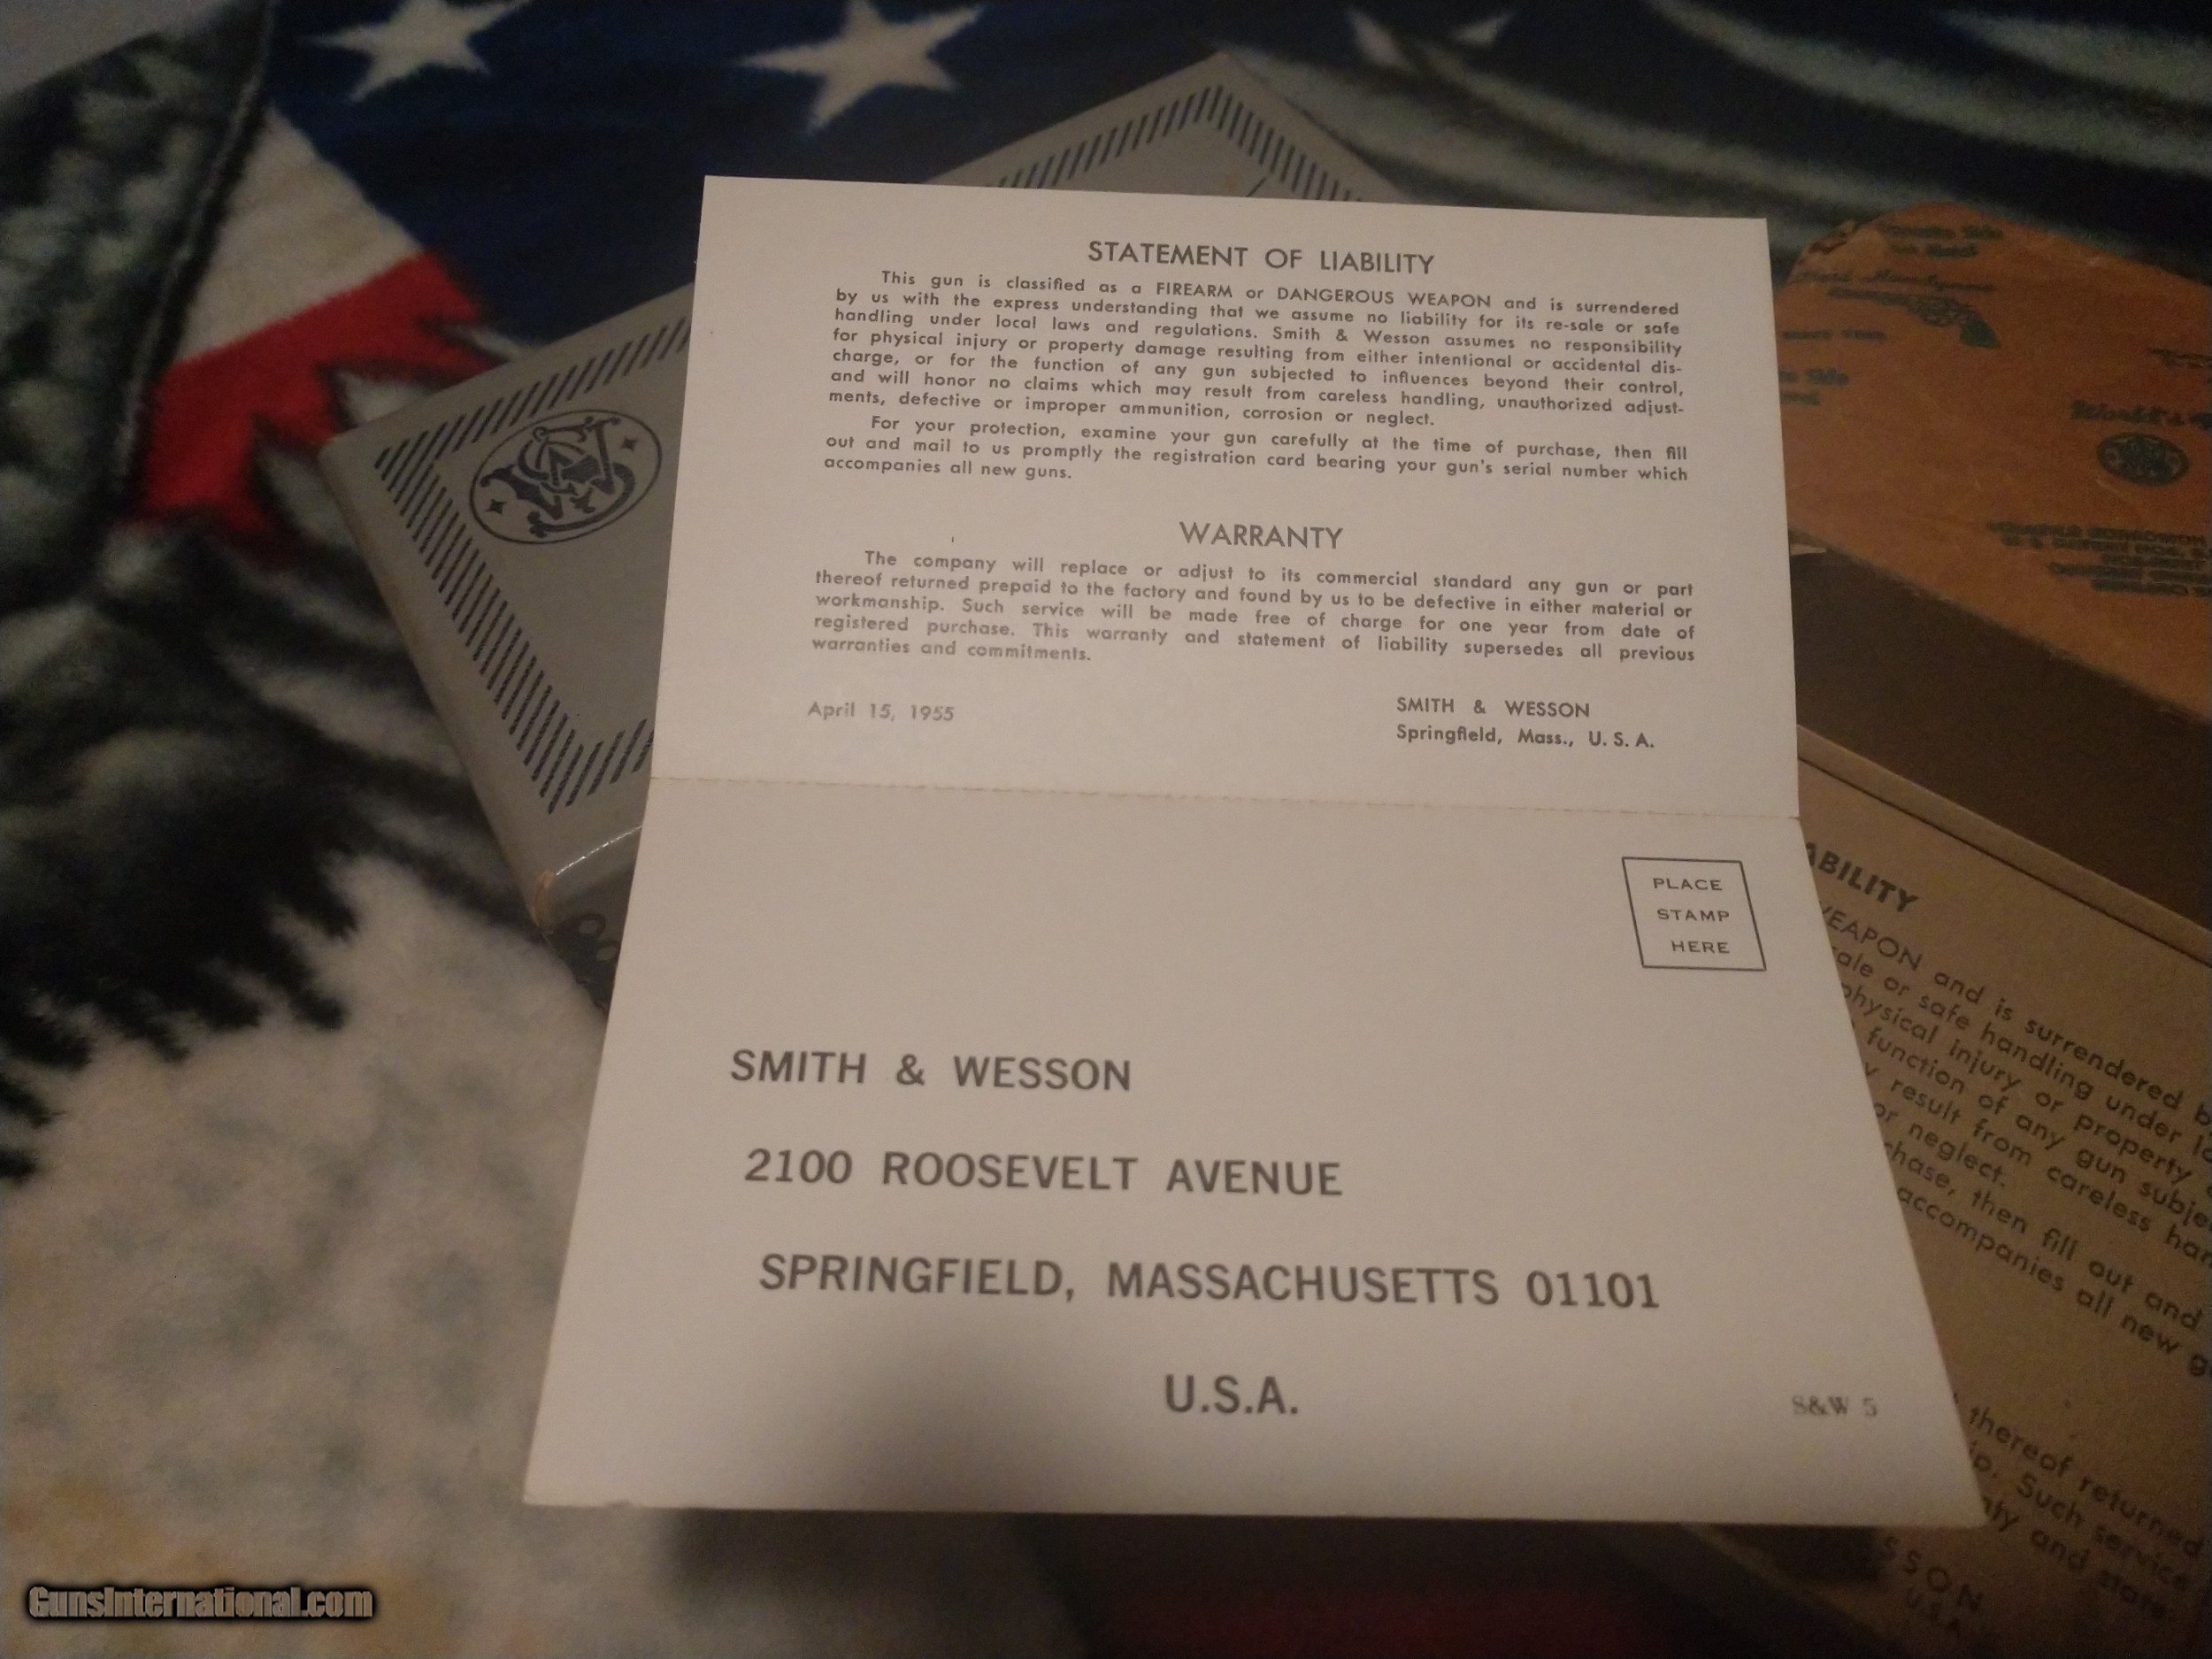 STATEMENT OF LIABILITY
This gun is classified as a FIREARM or DANGEROUS WEAPON and is surrendered
by us with the express understanding that we assume no liability for its re-sale or safe
handling under local laws and regulations. Smith & Wesson assumes no responsibility
for physical injury or property damage resulting from either intentional or accidental dis-
charge, or for the function of any gun subjected to influences beyond their control,
and will honor no claims which may result from careless handling, unauthorized adjust-
ments, defective or improper ammunition, corrosion or neglect.
For your protection, examine your gun carefully at the time of purchase, then fill
out and mail to us promptly the registration card bearing your gun's serial number which
accompanies all new guns.
WARRANTY
The company will replace or adjust to its commercial standard any gun or part
thereof returned prepaid to the factory and found by us to be defective in either material or
workmanship. Such service will be made free of charge for one year from date of
registered purchase. This warranty and statement of liability supersedes all previous
warranties and commitments.
April 15, 1955
SMITH & WESSON
Springfield, Mass., U. S. A.
PLACE
STAMP
HERE
SMITH & WESSON
2100 ROOSEVELT AVENUE
SPRINGFIELD, MASSACHUSETTS 01101
U.S.A.
S&W 5
ABILITY
WEAPON and is surrendered
sale or safe handling under
physical injury or property
function of any gun
result from careless
or neglect.
then fill out and
accompanies all new
thereof returned
Such service
and
U.S.A.
GunsInternational.com